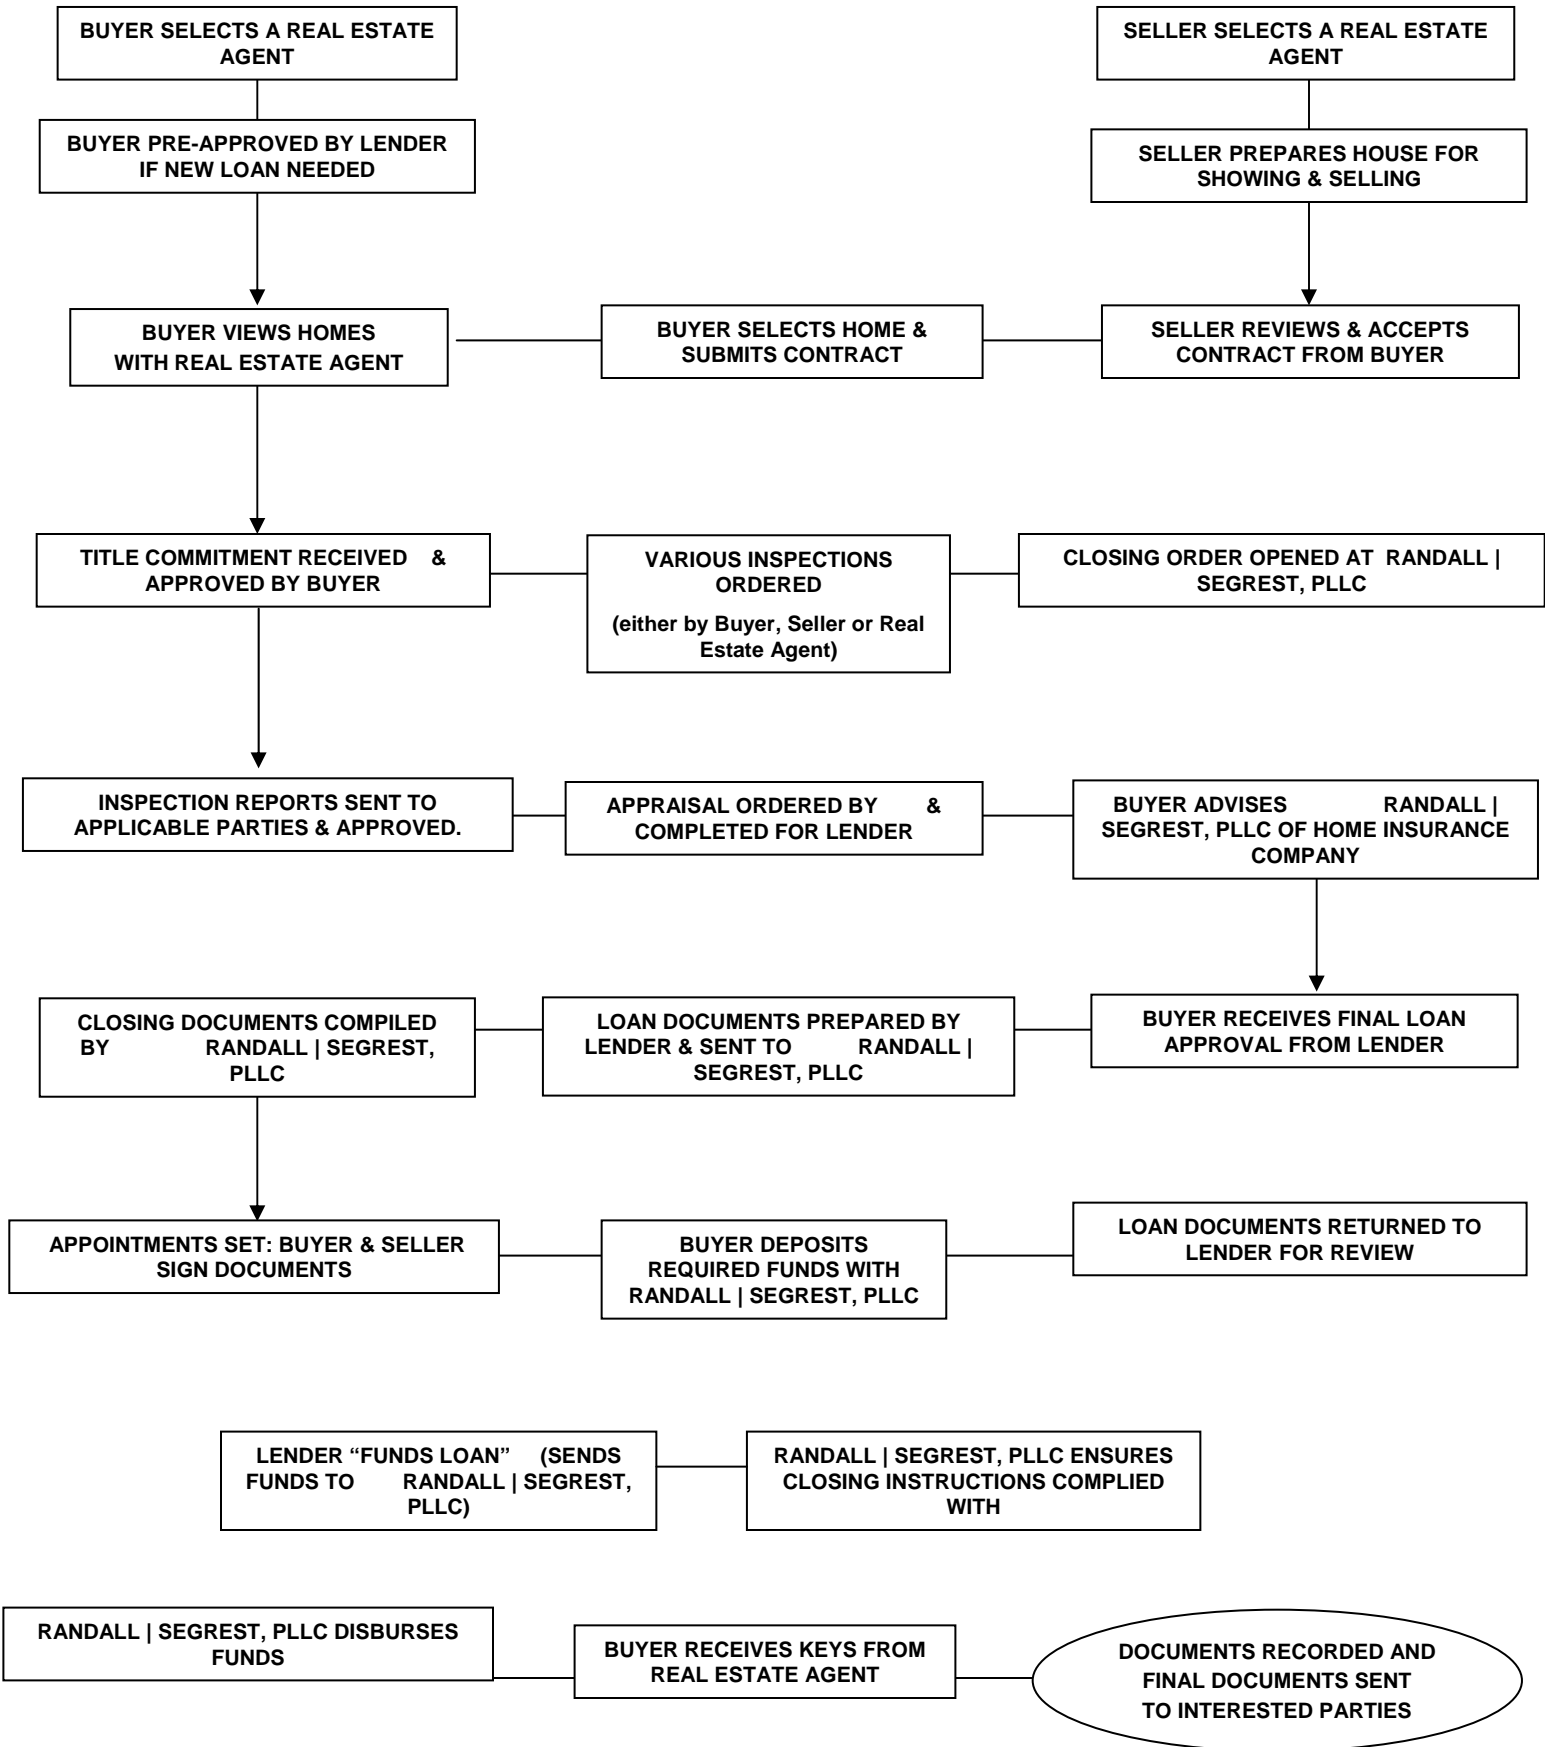 BUYER SELECTS A REAL ESTATE
AGENT
SELLER SELECTS A REAL ESTATE
AGENT
BUYER PRE-APPROVED BY LENDER
IF NEW LOAN NEEDED
SELLER PREPARES HOUSE FOR
SHOWING & SELLING
BUYER VIEWS HOMES
WITH REAL ESTATE AGENT
BUYER SELECTS HOME &
SUBMITS CONTRACT
SELLER REVIEWS & ACCEPTS
CONTRACT FROM BUYER
TITLE COMMITMENT RECEIVED &
APPROVED BY BUYER
VARIOUS INSPECTIONS
ORDERED
(either by Buyer, Seller or Real
Estate Agent)
CLOSING ORDER OPENED AT RANDALL |
SEGREST, PLLC
INSPECTION REPORTS SENT TO
APPLICABLE PARTIES & APPROVED.
APPRAISAL ORDERED BY &
COMPLETED FOR LENDER
BUYER ADVISES RANDALL |
SEGREST, PLLC OF HOME INSURANCE
COMPANY
CLOSING DOCUMENTS COMPILED
BY RANDALL | SEGREST,
PLLC
LOAN DOCUMENTS PREPARED BY
LENDER & SENT TO RANDALL |
SEGREST, PLLC
BUYER RECEIVES FINAL LOAN
APPROVAL FROM LENDER
APPOINTMENTS SET: BUYER & SELLER
SIGN DOCUMENTS
BUYER DEPOSITS
REQUIRED FUNDS WITH
RANDALL | SEGREST, PLLC
LOAN DOCUMENTS RETURNED TO
LENDER FOR REVIEW
LENDER “FUNDS LOAN” (SENDS
FUNDS TO RANDALL | SEGREST,
PLLC)
RANDALL | SEGREST, PLLC ENSURES
CLOSING INSTRUCTIONS COMPLIED
WITH
RANDALL | SEGREST, PLLC DISBURSES
FUNDS
BUYER RECEIVES KEYS FROM
REAL ESTATE AGENT
DOCUMENTS RECORDED AND
FINAL DOCUMENTS SENT
TO INTERESTED PARTIES